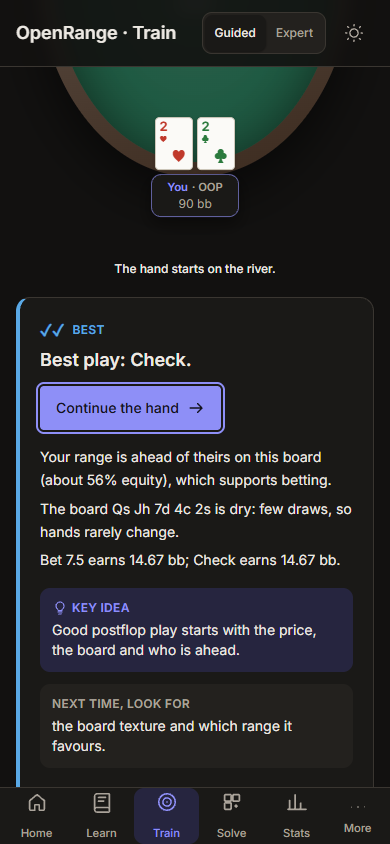 OpenRange · Train
Guided
Expert
2
2
You · OOP
90 bb
The hand starts on the river.
BEST
Best play: Check.
Continue the hand
Your range is ahead of theirs on this board
(about 56% equity), which supports betting.
The board Qs Jh 7d 4c 2s is dry: few draws, so
hands rarely change.
Bet 7.5 earns 14.67 bb; Check earns 14.67 bb.
KEY IDEA
Good postflop play starts with the price,
the board and who is ahead.
NEXT TIME, LOOK FOR
the board texture and which range it
favours.
Home
Learn
Train
Solve
Stats
More